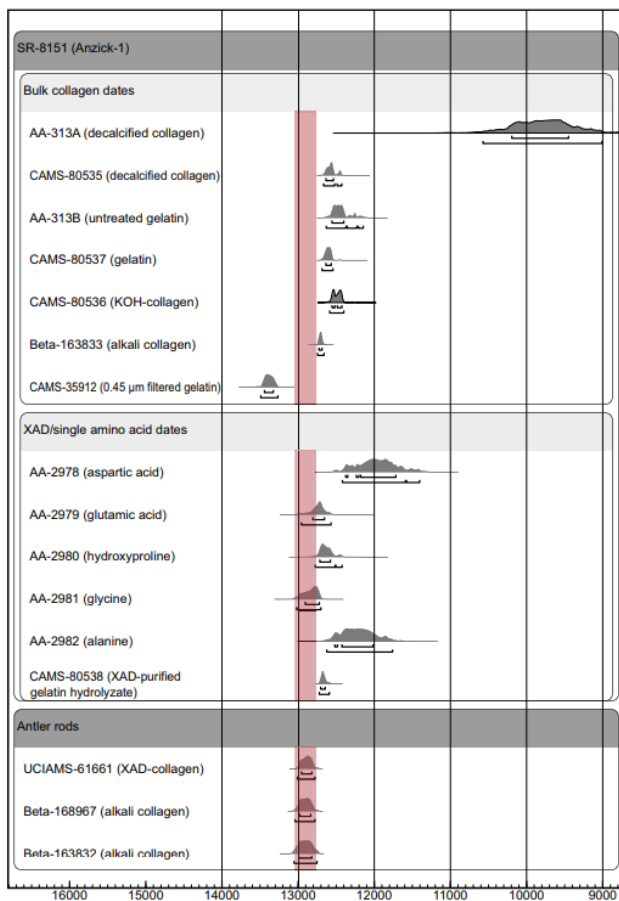 SR-8151 (Anzick-1)
Bulk collagen dates
AA-313A (decalcified collagen)
CAMS-80535 (decalcified collagen)
AA-313B (untreated gelatin)
CAMS-80537 (gelatin)
CAMS-80536 (KOH-collagen)
Beta-163833 (alkali collagen)
CAMS-35912 (0.45 µm filtered gelatin)
XAD/single amino acid dates
AA-2978 (aspartic acid)
AA-2979 (glutamic acid)
AA-2980 (hydroxyproline)
AA-2981 (glycine)
AA-2982 (alanine)
CAMS-80538 (XAD-purified
gelatin hydrolyzate)
Antler rods
UCIAMS-61661 (XAD-collagen)
Beta-168967 (alkali collagen)
Beta-163832 (alkali collagen)
16000 15000 14000 13000 12000 11000 10000 9000